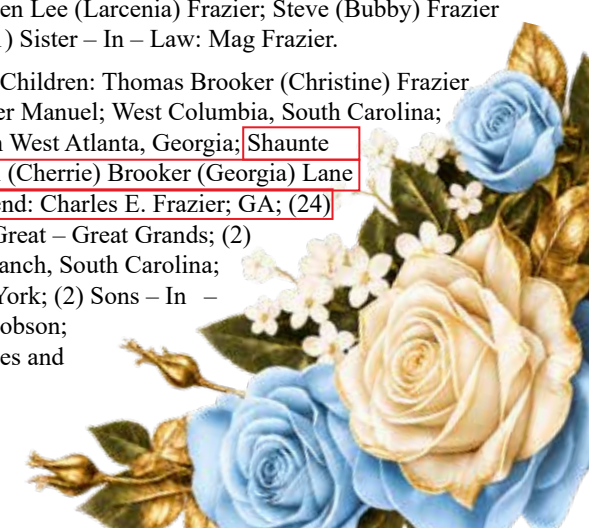 en Lee (Larcenia) Frazier; Steve (Bubby) Frazier
) Sister – In – Law: Mag Frazier.
Children: Thomas Brooker (Christine) Frazier
er Manuel; West Columbia, South Carolina;
West Atlanta, Georgia; Shaunte
(Cherrie) Brooker (Georgia) Lane
end: Charles E. Frazier; GA; (24)
Great – Great Grands; (2)
anch, South Carolina;
York; (2) Sons – In –
obson;
es and